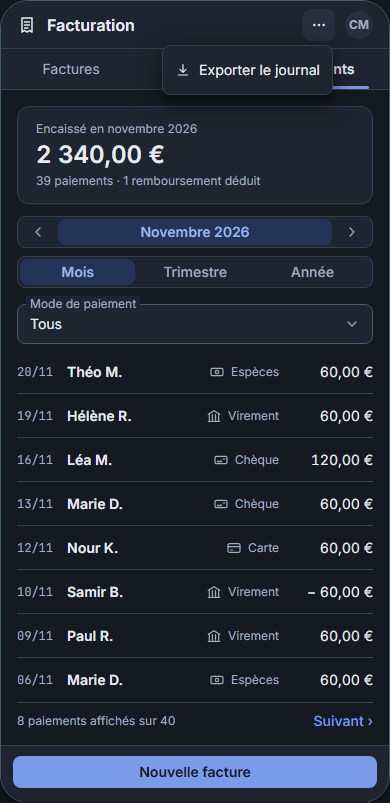 Facturation
CM
Factures
Exporter le journal
nts
Encaissé en novembre 2026
2 340,00 €
39 paiements · 1 remboursement déduit
Novembre 2026
Mois Trimestre Année
Mode de paiement
Tous
20/11 Théo M. Espèces 60,00 €
19/11 Hélène R. Virement 60,00 €
16/11 Léa M. Chèque 120,00 €
13/11 Marie D. Chèque 60,00 €
12/11 Nour K. Carte 60,00 €
10/11 Samir B. Virement − 60,00 €
09/11 Paul R. Virement 60,00 €
06/11 Marie D. Espèces 60,00 €
8 paiements affichés sur 40 Suivant ›
Nouvelle facture